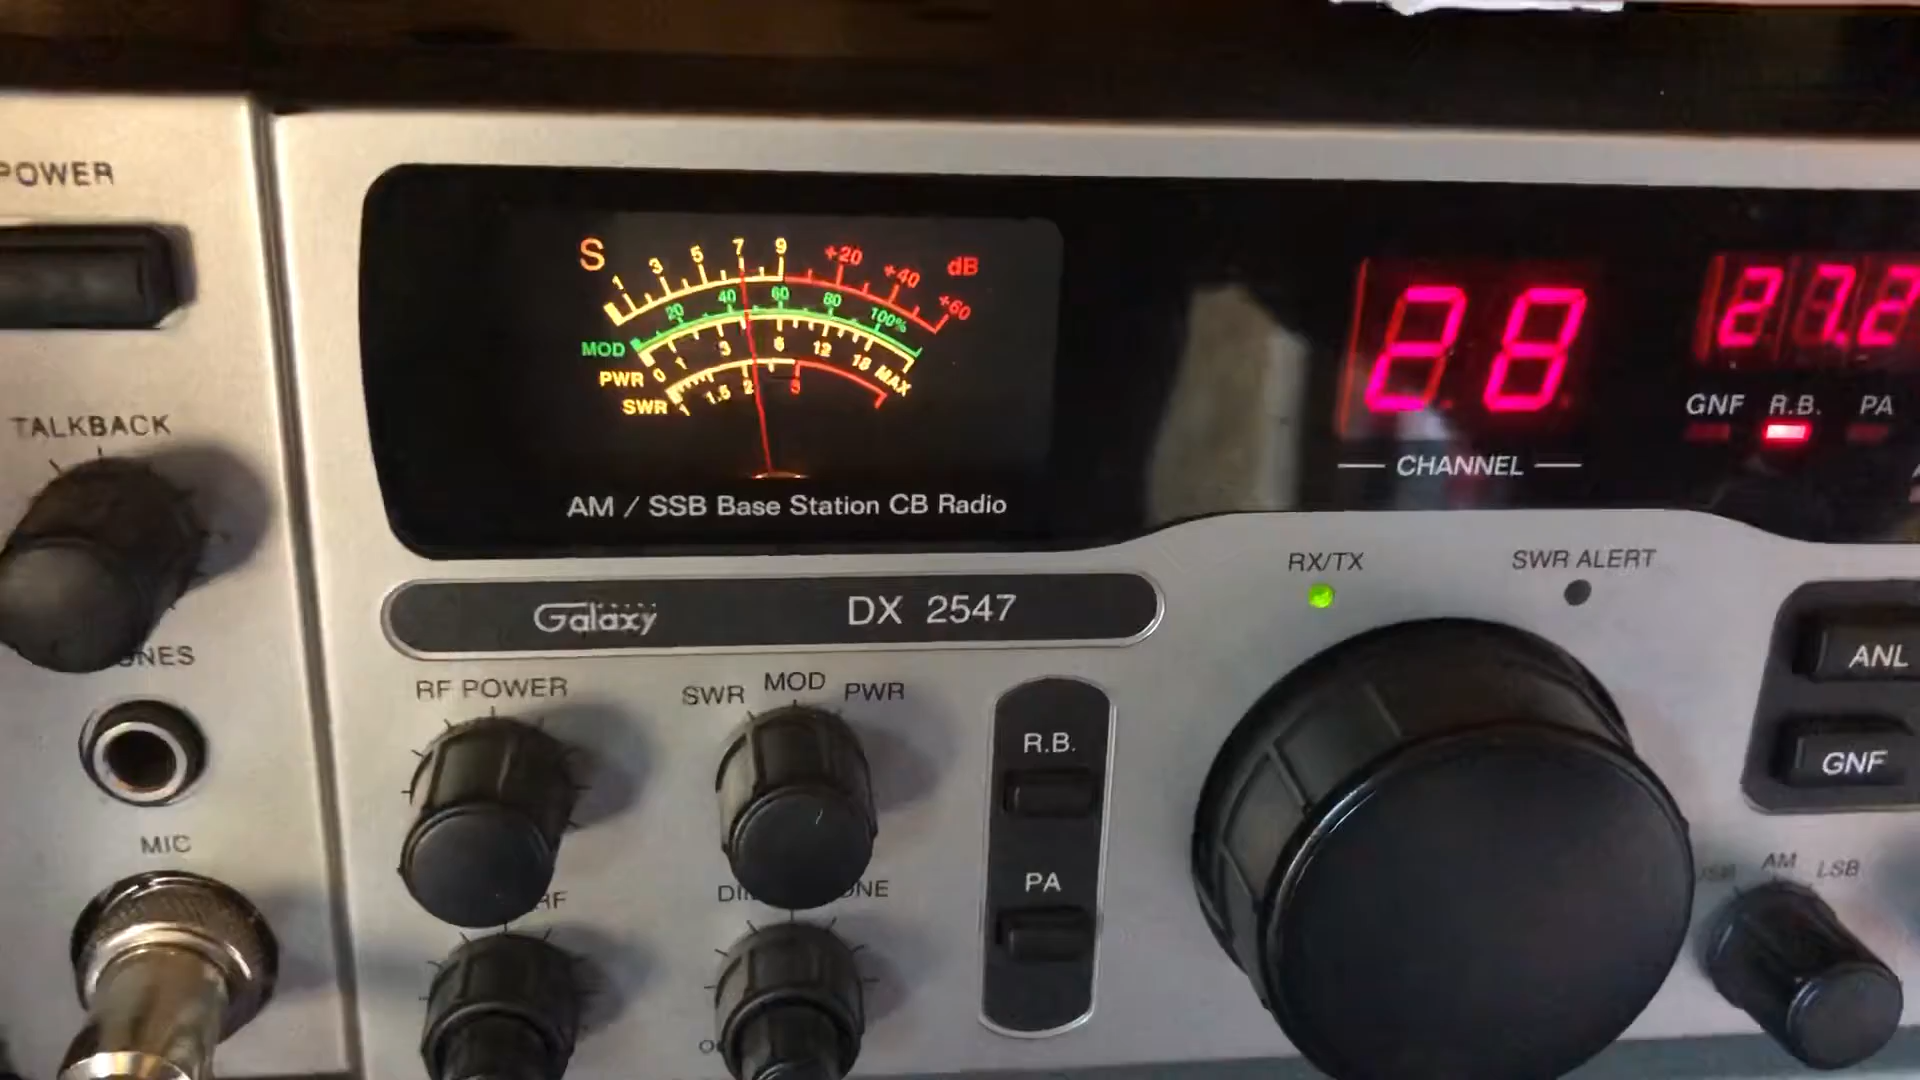 POWER
TALKBACK
MIC
S 1 3 5 7 9 +20 +40 +60 dB
MOD 20 40 60 80 100%
PWR 0 1 3 6 12 18 MAX
SWR 1 1.5 2 3
AM / SSB Base Station CB Radio
28
CHANNEL
27.2
GNF R.B. PA
RX/TX
SWR ALERT
Galaxy DX 2547
RF POWER
SWR MOD PWR
R.B.
PA
ANL
GNF
AM LSB